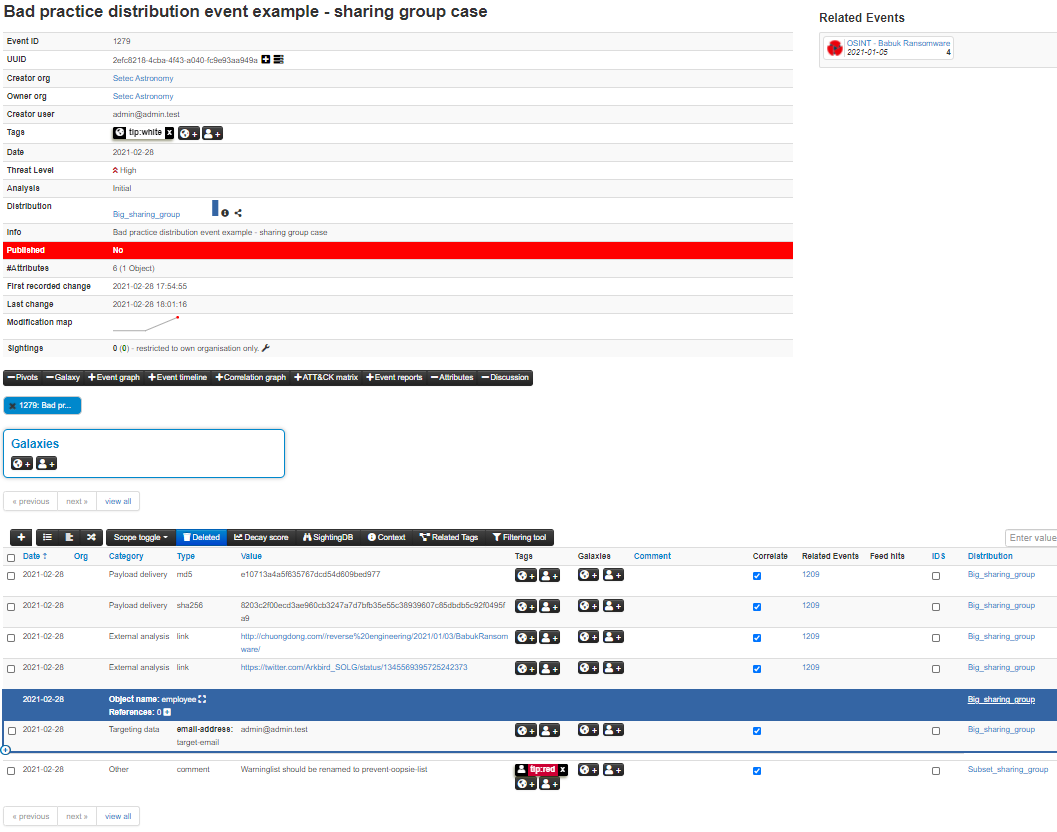 Bad practice distribution event example - sharing group case
Related Events
OSINT - Babuk Ransomware
2021-01-05 4
Event ID 1279
UUID 2efc8218-4cba-4f43-a040-fc9e93aa949a
Creator org Setec Astronomy
Owner org Setec Astronomy
Creator user admin@admin.test
Tags tlp:white x + +
Date 2021-02-28
Threat Level High
Analysis Initial
Distribution Big_sharing_group
Info Bad practice distribution event example - sharing group case
Published No
#Attributes 6 (1 Object)
First recorded change 2021-02-28 17:54:55
Last change 2021-02-28 18:01:16
Modification map
Sightings 0 (0) - restricted to own organisation only.
−Pivots −Galaxy +Event graph +Event timeline +Correlation graph +ATT&CK matrix +Event reports −Attributes −Discussion
x 1279: Bad pr...
Galaxies
+ +
« previous next » view all
+ Scope toggle Deleted Decay score SightingDB Context Related Tags Filtering tool Enter value
Date ↑ Org Category Type Value Tags Galaxies Comment Correlate Related Events Feed hits IDS Distribution
2021-02-28 Payload delivery md5 e10713a4a5f635767dcd54d609bed977 + + + + 1209 Big_sharing_group
2021-02-28 Payload delivery sha256 8203c2f00ecd3ae960cb3247a7d7bfb35e55c38939607c85dbdb5c92f0495f + + + + 1209 Big_sharing_group
a9
2021-02-28 External analysis link http://chuongdong.com//reverse%20engineering/2021/01/03/BabukRansom + + + + 1209 Big_sharing_group
ware/
2021-02-28 External analysis link https://twitter.com/Arkbird_SOLG/status/1345569395725242373 + + + + 1209 Big_sharing_group
2021-02-28 Object name: employee Big_sharing_group
References: 0 +
2021-02-28 Targeting data email-address: admin@admin.test + + + + Big_sharing_group
target-email
2021-02-28 Other comment Warninglist should be renamed to prevent-oopsie-list tlp:red x + + Subset_sharing_group
+ +
« previous next » view all